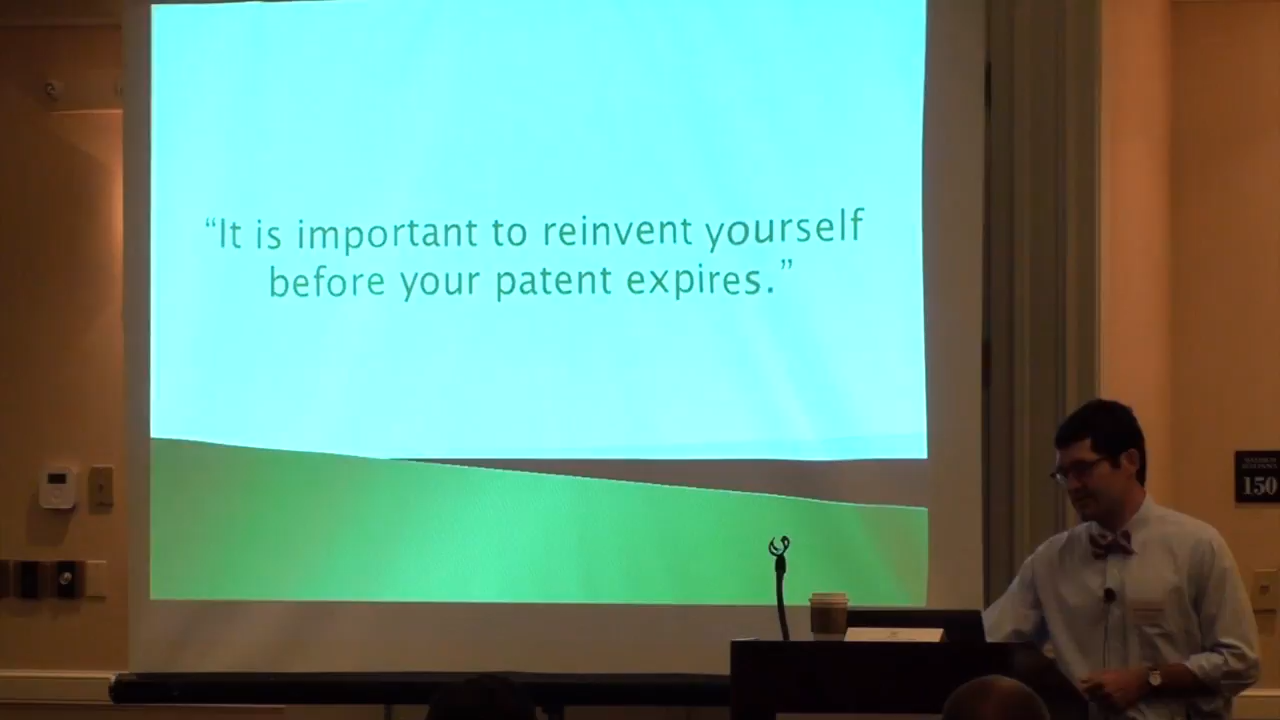 “It is important to reinvent yourself
before your patent expires.”
150